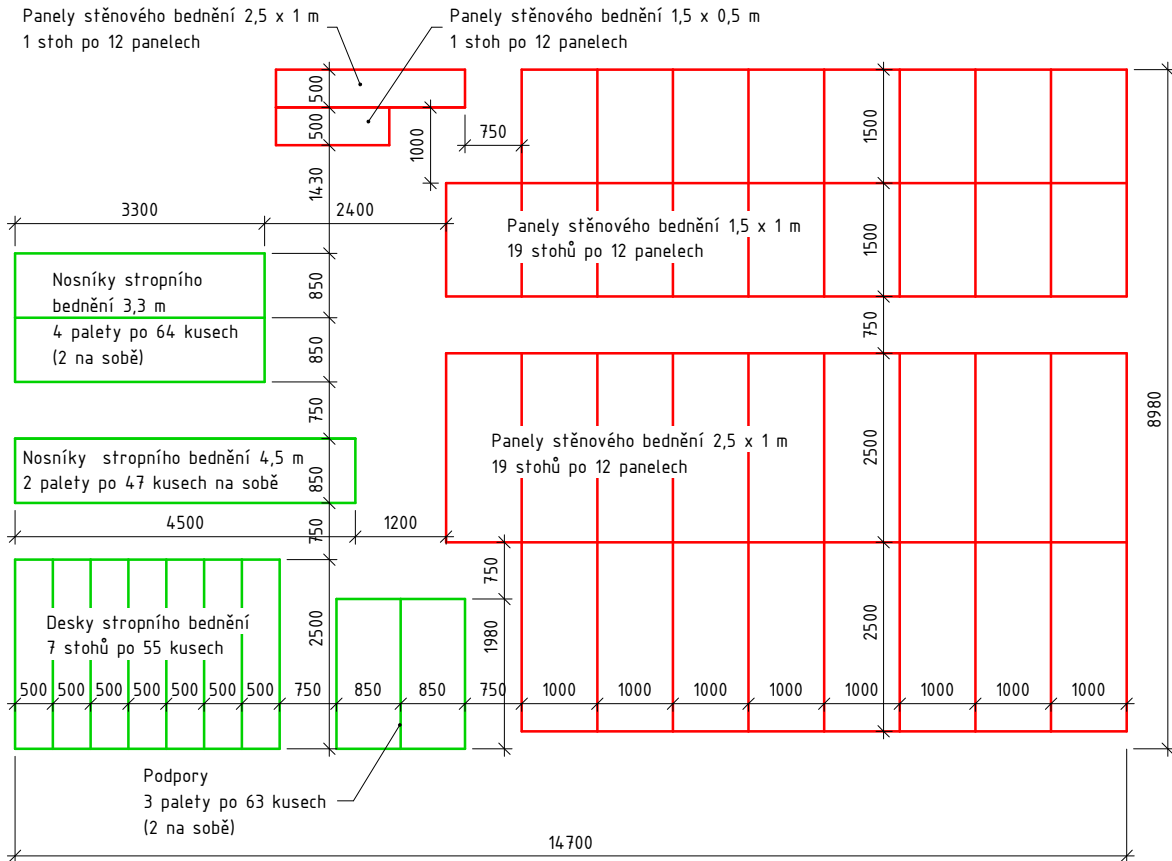 Panely stěnového bednění 2,5 x 1 m
1 stoh po 12 panelech
Panely stěnového bednění 1,5 x 0,5 m
1 stoh po 12 panelech
500
500
1000
750
1500
1430
3300
2400
1500
Panely stěnového bednění 1,5 x 1 m
19 stohů po 12 panelech
Nosníky stropního
bednění 3,3 m
4 palety po 64 kusech
(2 na sobě)
850
850
750
750
8980
Nosníky stropního bednění 4,5 m
2 palety po 47 kusech na sobě
850
Panely stěnového bednění 2,5 x 1 m
19 stohů po 12 panelech
2500
4500
1200
750
750
Desky stropního bednění
7 stohů po 55 kusech
2500
1980
2500
500
500
500
500
500
500
500
750
850
850
750
1000
1000
1000
1000
1000
1000
1000
1000
Podpory
3 palety po 63 kusech
(2 na sobě)
14700